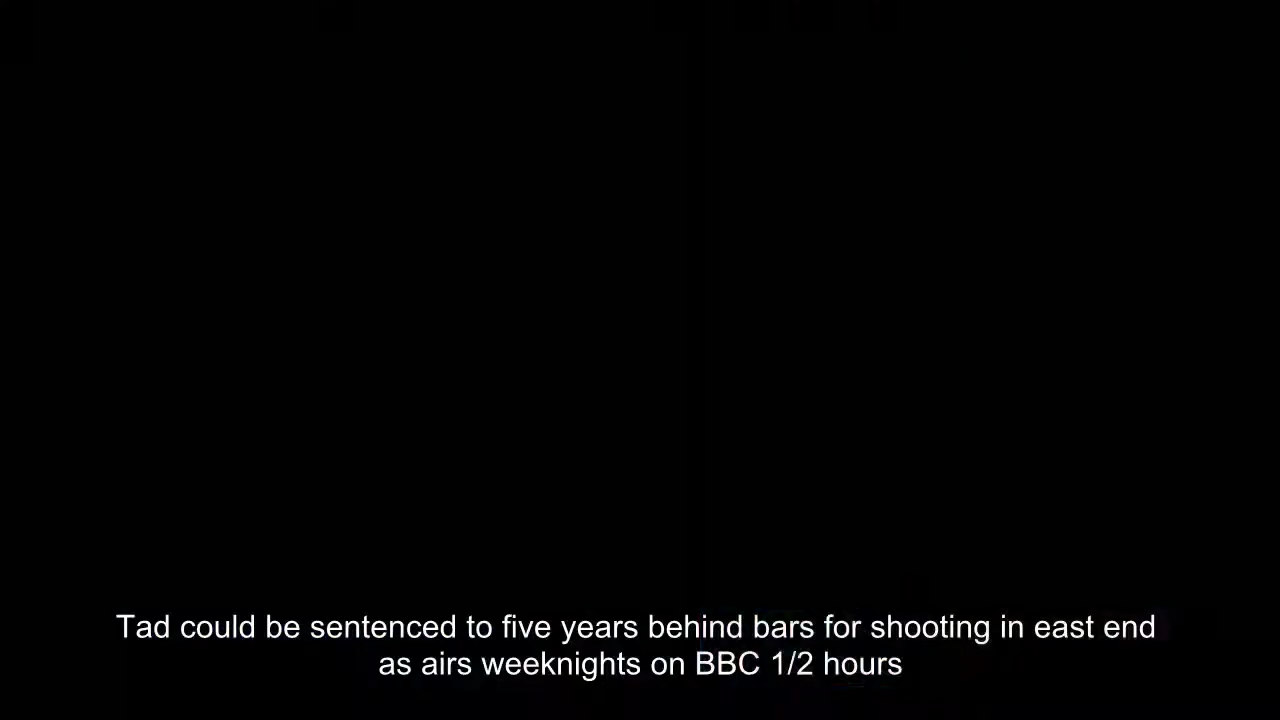 Tad could be sentenced to five years behind bars for shooting in east end
as airs weeknights on BBC 1/2 hours